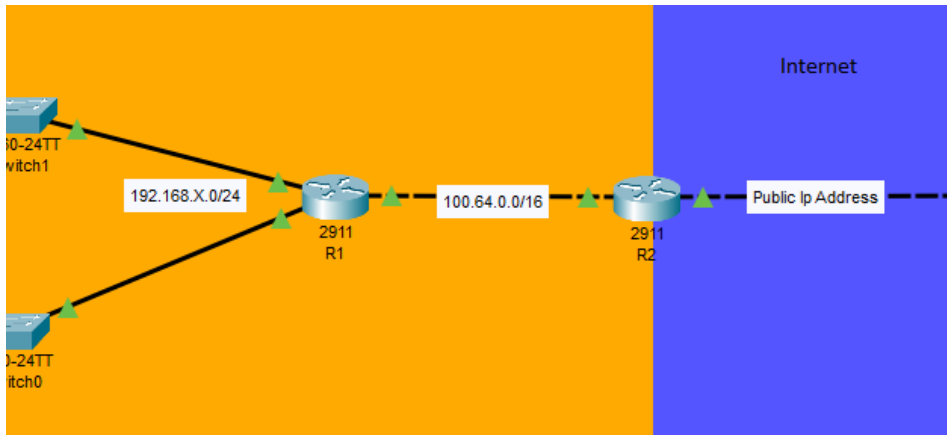 Internet
60-24TT
witch1
192.168.X.0/24
100.64.0.0/16
Public Ip Address
2911
R1
2911
R2
0-24TT
itch0